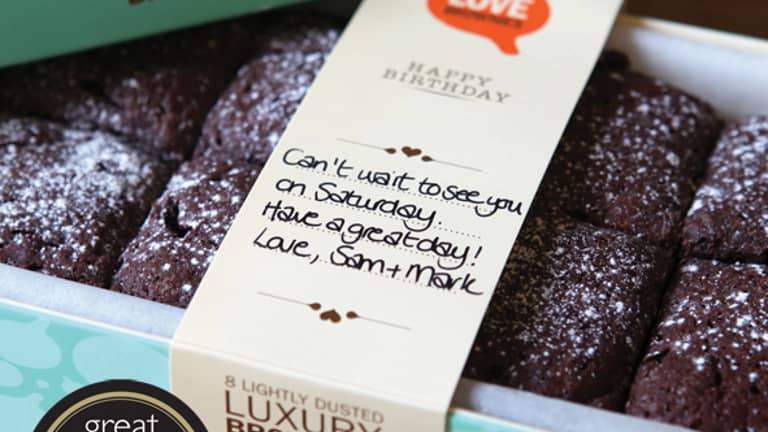 LOVE
HAPPY
BIRTHDAY
Can't wait to see you
on Saturday.
Have a great day!
Love, Sam + Mark
8 LIGHTLY DUSTED
LUXURY
great